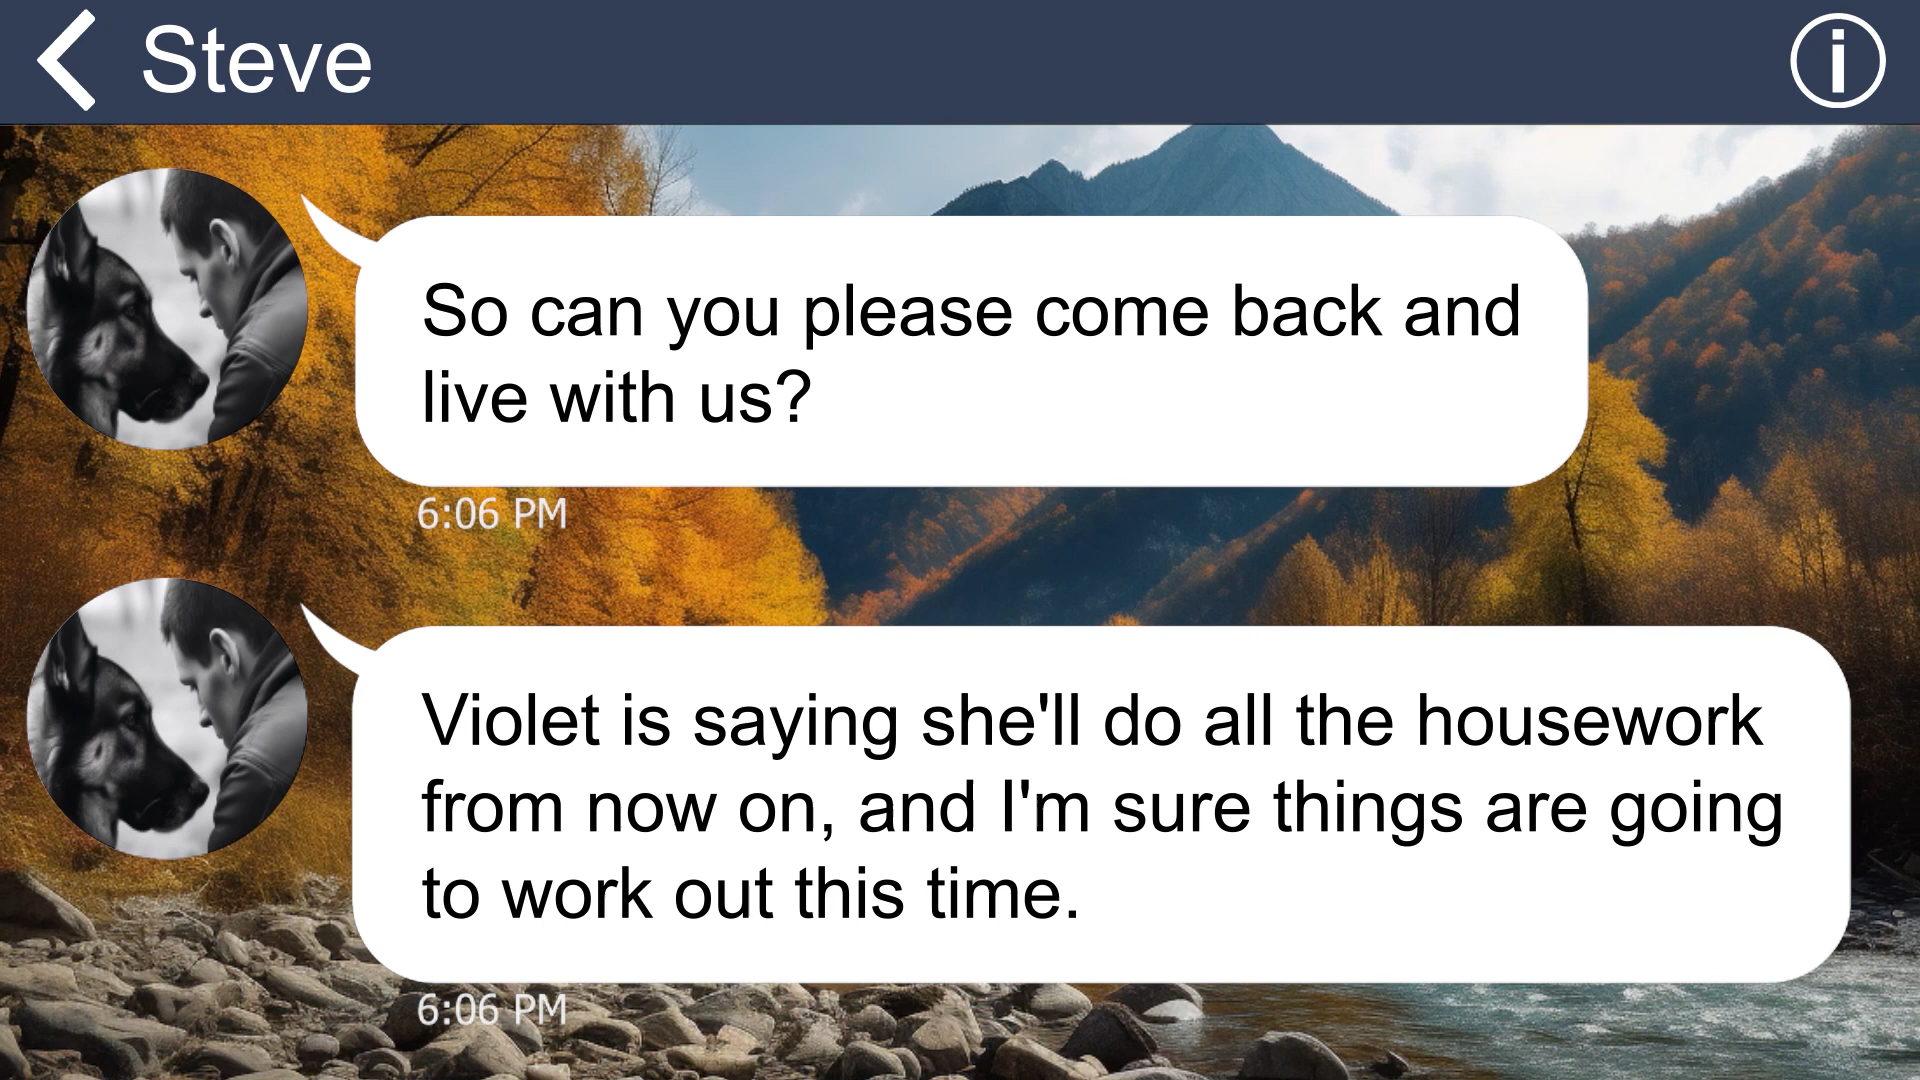 Steve
So can you please come back and
live with us?
6:06 PM
Violet is saying she'll do all the housework
from now on, and I'm sure things are going
to work out this time.
6:06 PM